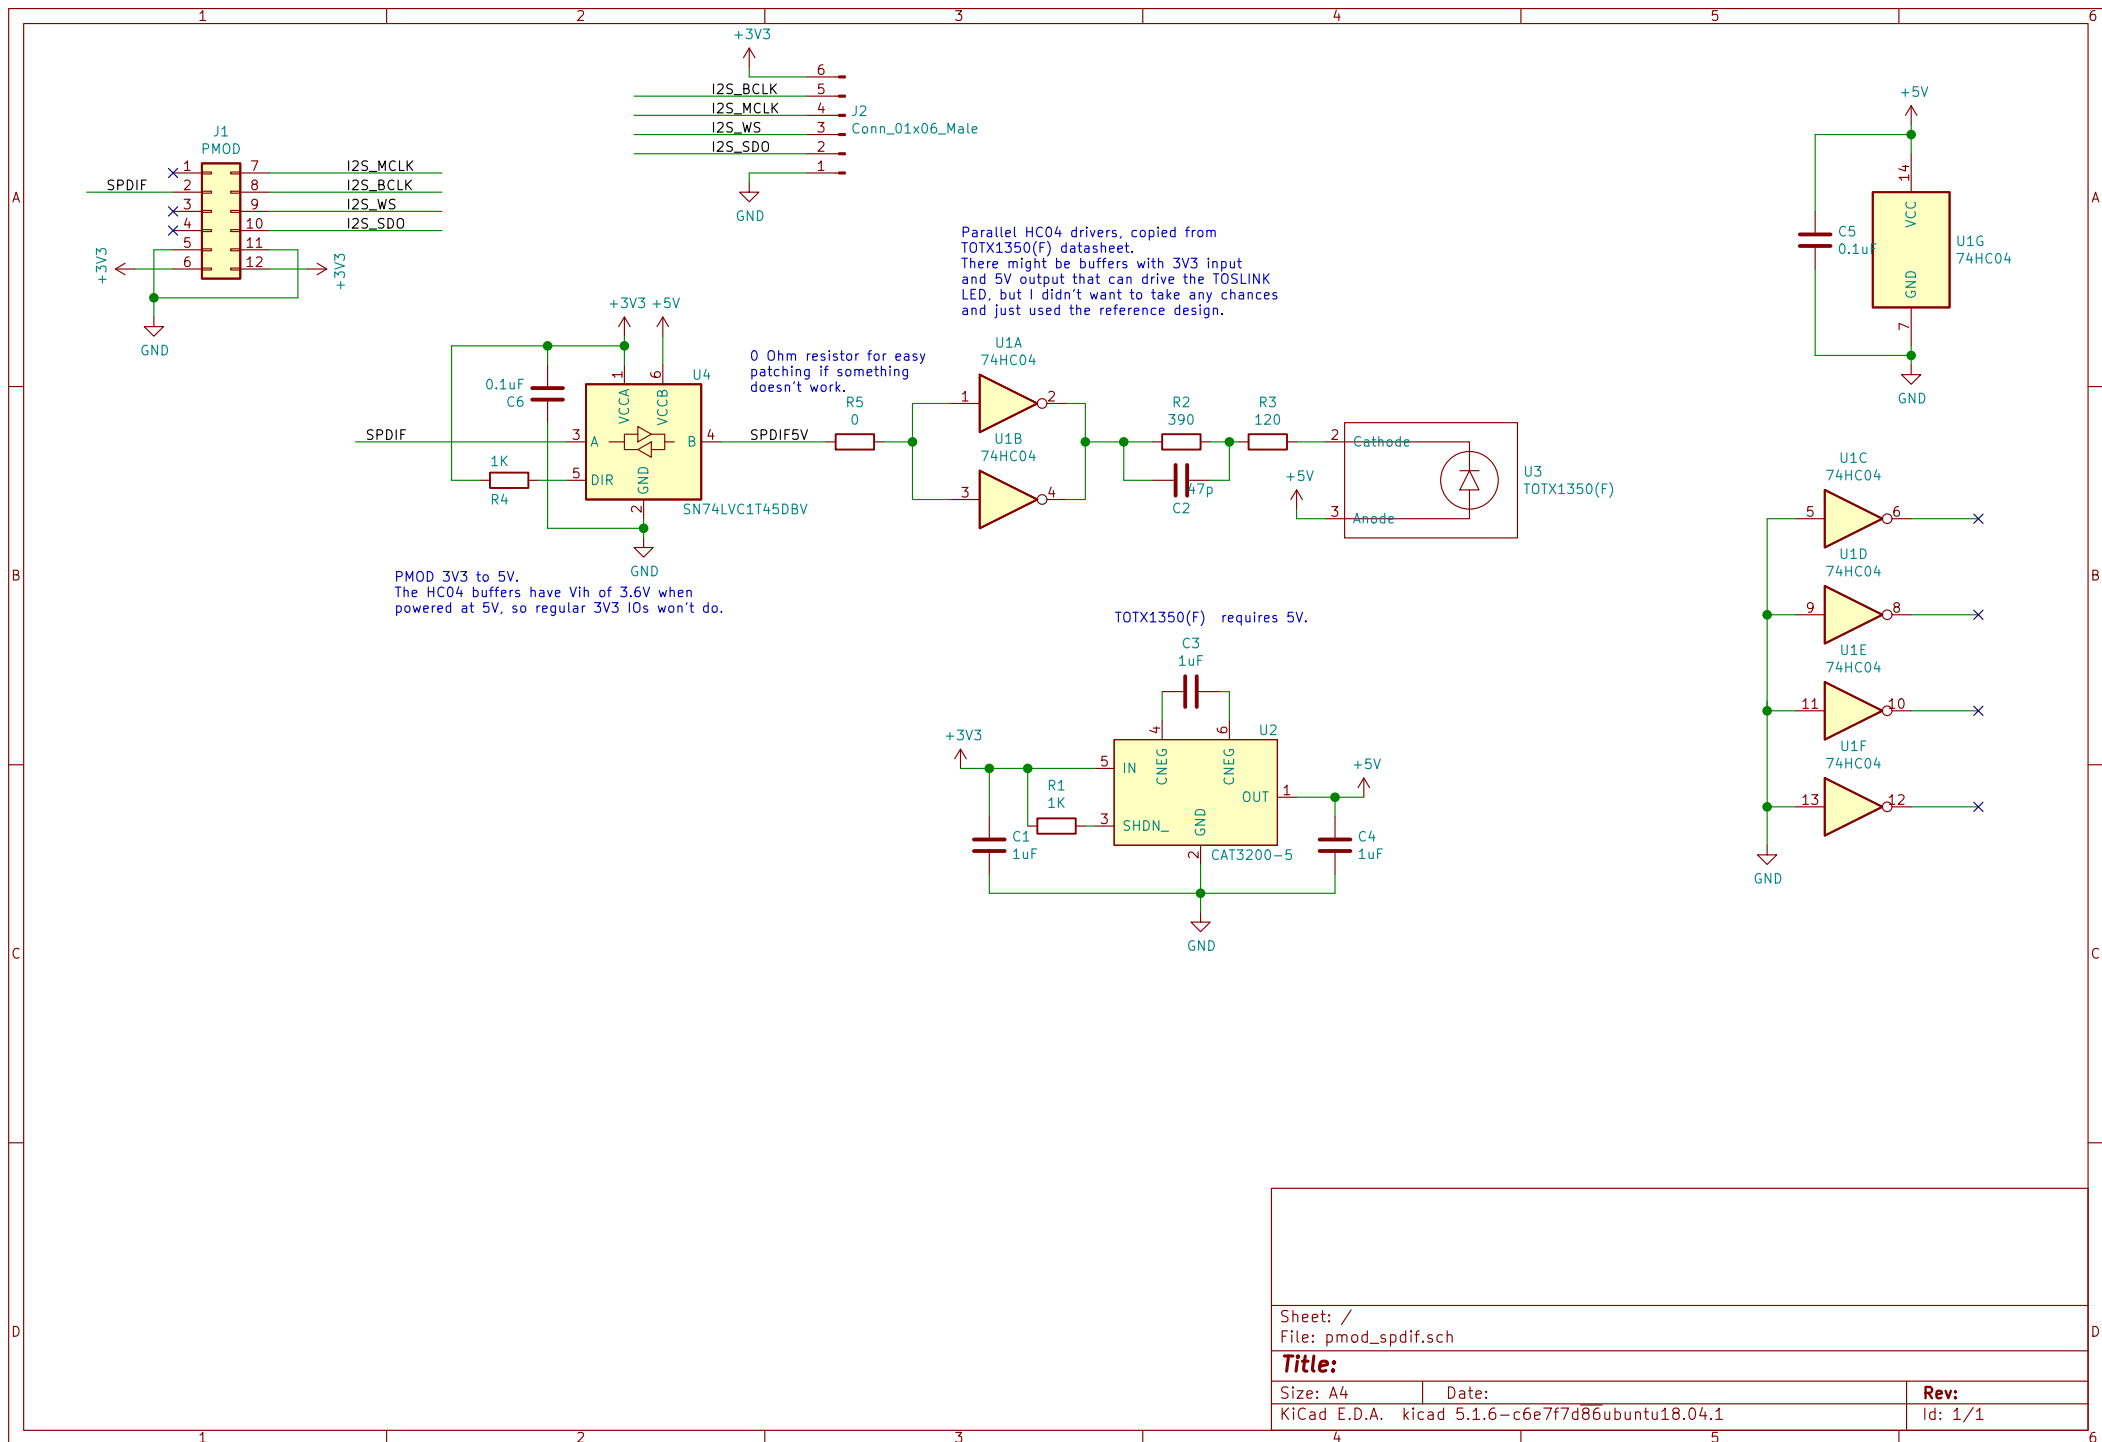 1 2 3 4 5 6
A
B
C
D
J1
PMOD
1 7 I2S_MCLK
SPDIF 2 8 I2S_BCLK
3 9 I2S_WS
4 10 I2S_SDO
5 11
+3V3 6 12 +3V3
GND
+3V3
6
I2S_BCLK 5
I2S_MCLK 4
I2S_WS 3
I2S_SDO 2
1
J2
Conn_01x06_Male
GND
Parallel HC04 drivers, copied from
TOTX1350(F) datasheet.
There might be buffers with 3V3 input
and 5V output that can drive the TOSLINK
LED, but I didn't want to take any chances
and just used the reference design.
+5V
14
VCC
GND
7
C5
0.1uF
U1G
74HC04
GND
+3V3 +5V
0.1uF
C6
1 6
VCCA VCCB
U4
SPDIF 3 A B 4 SPDIF5V
1K
R4
5 DIR
GND
2
SN74LVC1T45DBV
GND
PMOD 3V3 to 5V.
The HC04 buffers have Vih of 3.6V when
powered at 5V, so regular 3V3 IOs won't do.
0 Ohm resistor for easy
patching if something
doesn't work.
R5
0
U1A
74HC04
1 2
U1B
74HC04
3 4
R2
390
47p
C2
R3
120
2 Cathode
+5V
3 Anode
U3
TOTX1350(F)
U1C
74HC04
5 6
U1D
74HC04
9 8
U1E
74HC04
11 10
U1F
74HC04
13 12
GND
TOTX1350(F) requires 5V.
C3
1uF
4 6
U2
CNEG CNEG
+3V3
5 IN
R1
1K
3 SHDN_
C1
1uF
GND
2
OUT 1
+5V
C4
1uF
CAT3200-5
GND
Sheet: /
File: pmod_spdif.sch
Title:
Size: A4 Date: Rev:
KiCad E.D.A. kicad 5.1.6-c6e7f7d86ubuntu18.04.1 Id: 1/1
A
B
C
D
1 2 3 4 5 6